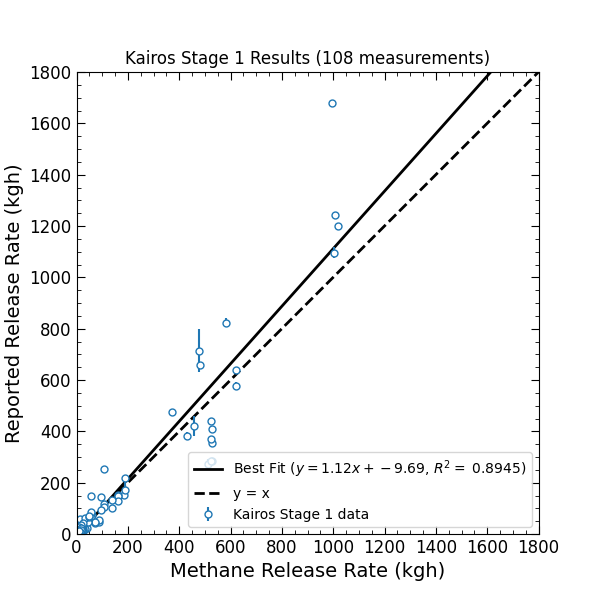 Kairos Stage 1 Results (108 measurements)
Reported Release Rate (kgh)
1800
1600
1400
1200
1000
800
600
400
200
0
Best Fit (y = 1.12x + −9.69, R² = 0.8945)
y = x
Kairos Stage 1 data
0 200 400 600 800 1000 1200 1400 1600 1800
Methane Release Rate (kgh)